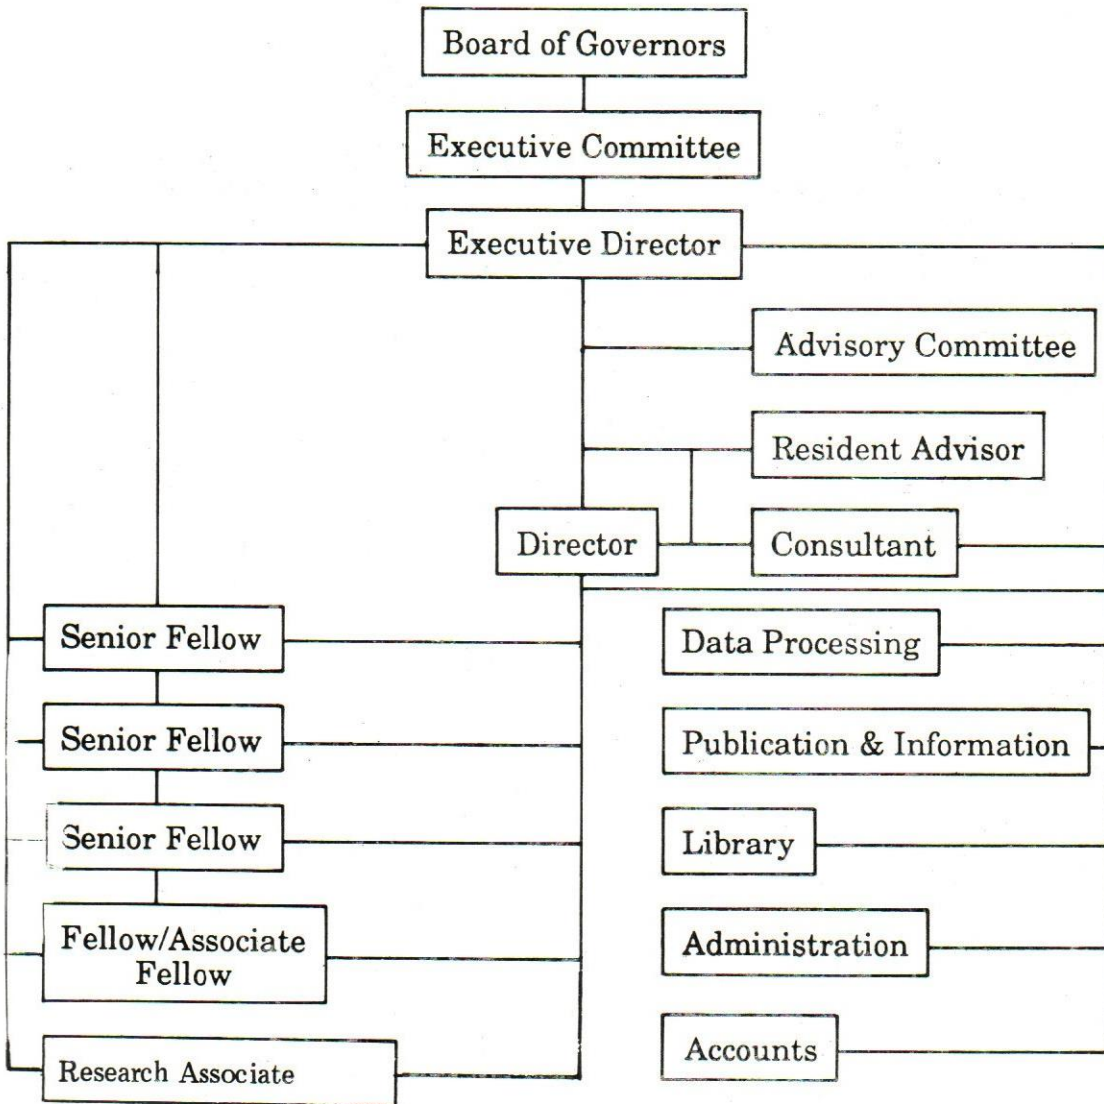 Board of Governors
Executive Committee
Executive Director
Advisory Committee
Resident Advisor
Director
Consultant
Senior Fellow
Data Processing
Senior Fellow
Publication & Information
Senior Fellow
Library
Fellow/Associate
Fellow
Administration
Research Associate
Accounts